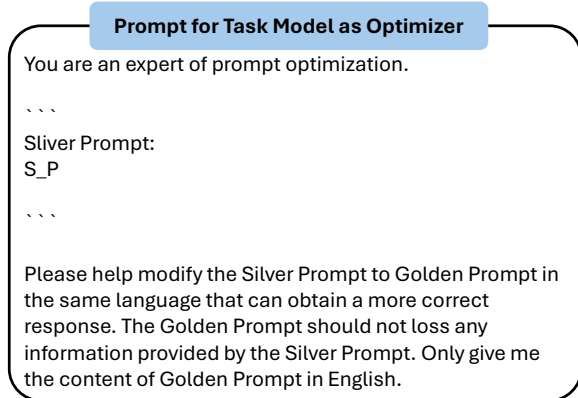 Prompt for Task Model as Optimizer
You are an expert of prompt optimization.
` ` `
Sliver Prompt:
S_P
` ` `
Please help modify the Silver Prompt to Golden Prompt in
the same language that can obtain a more correct
response. The Golden Prompt should not loss any
information provided by the Silver Prompt. Only give me
the content of Golden Prompt in English.